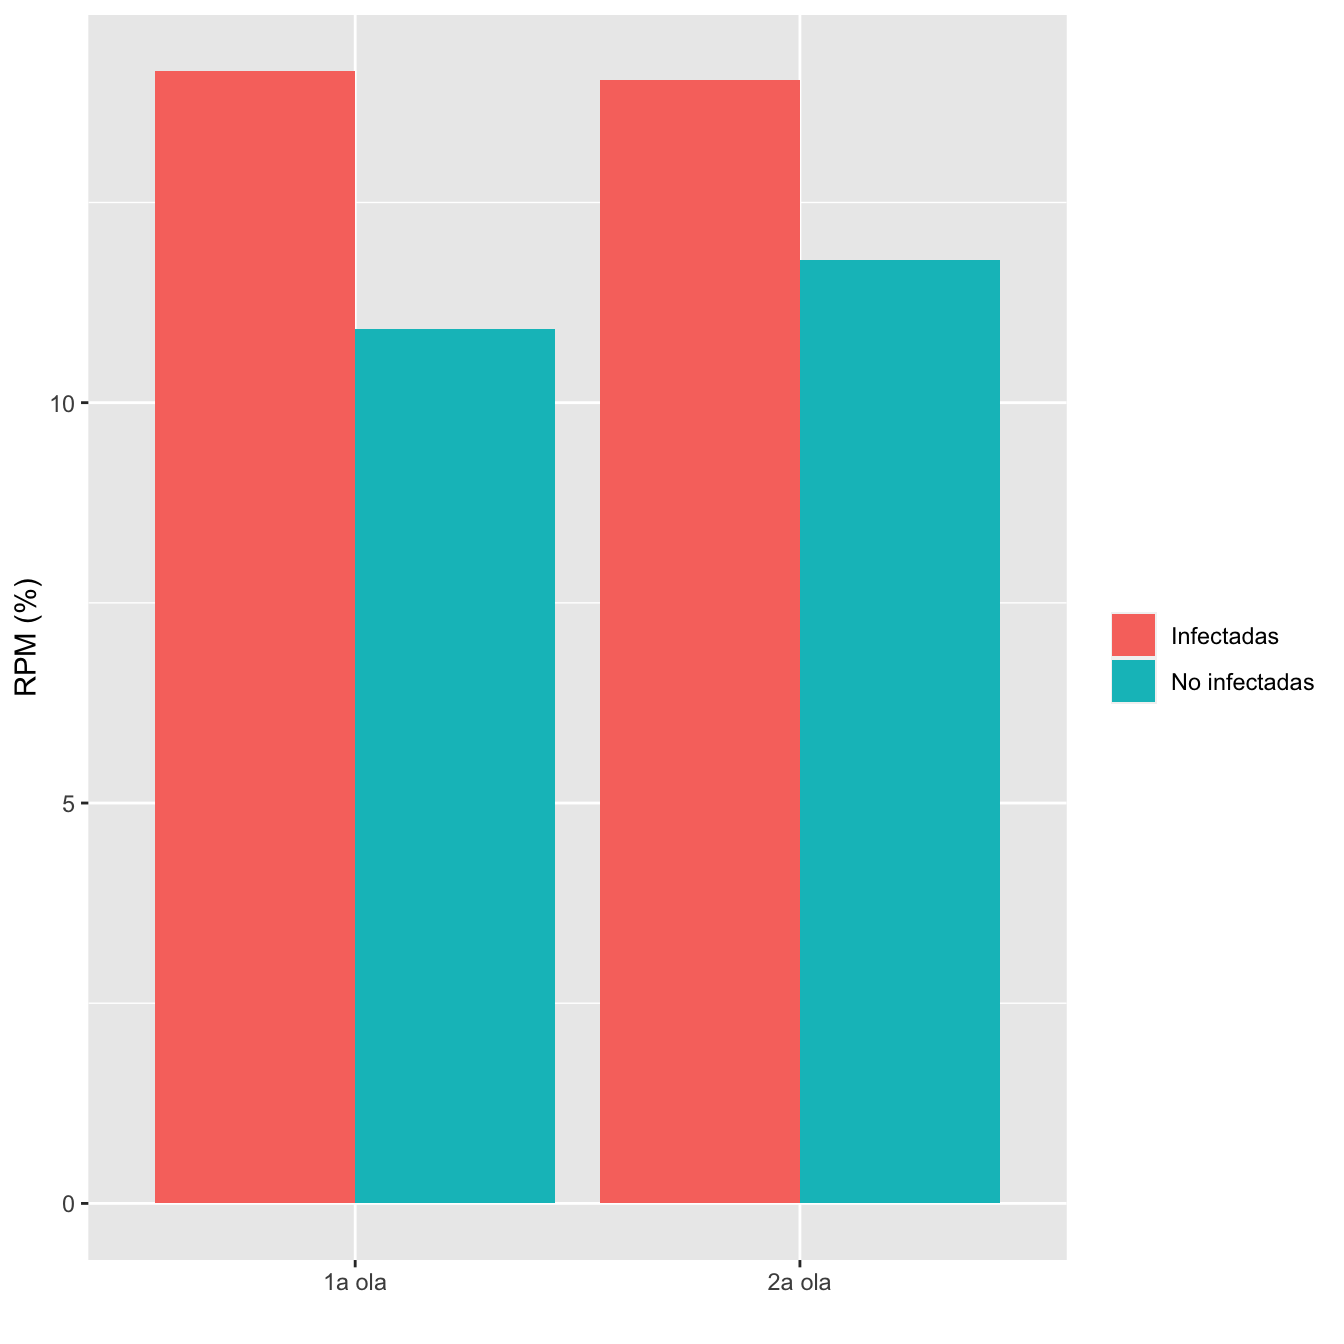 RPM (%)
10
5
0
1a ola
2a ola
Infectadas
No infectadas